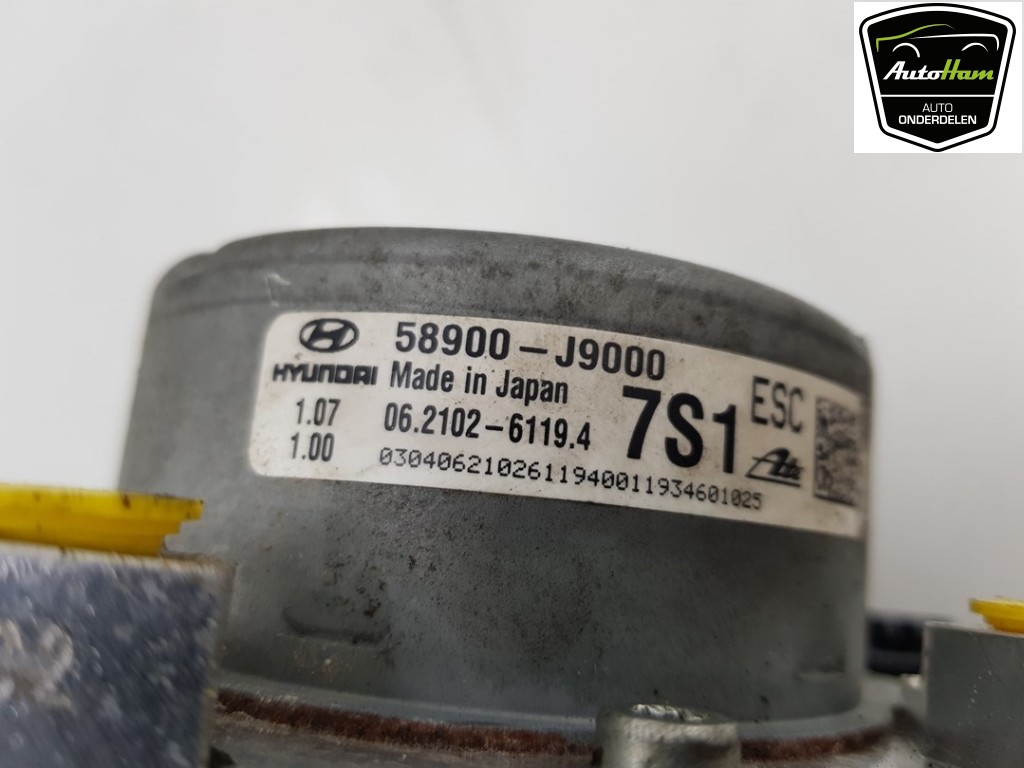 AutoHam
AUTO
ONDERDELEN
58900-J9000
HYUNDAI Made in Japan
1.07 06.2102-6119.4 7S1 ESC
1.00 Ate
0304062102611940011934601025